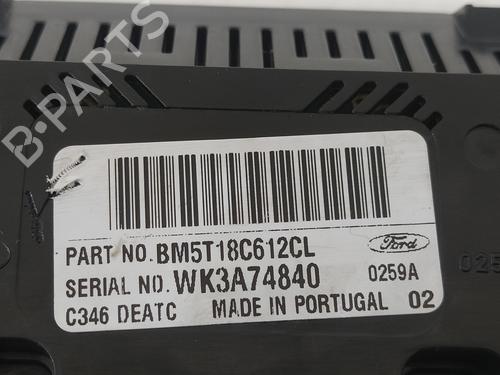 B-PARTS
PART NO. BM5T18C612CL
Ford
SERIAL NO. WK3A74840
0259A
C346 DEATC MADE IN PORTUGAL 02